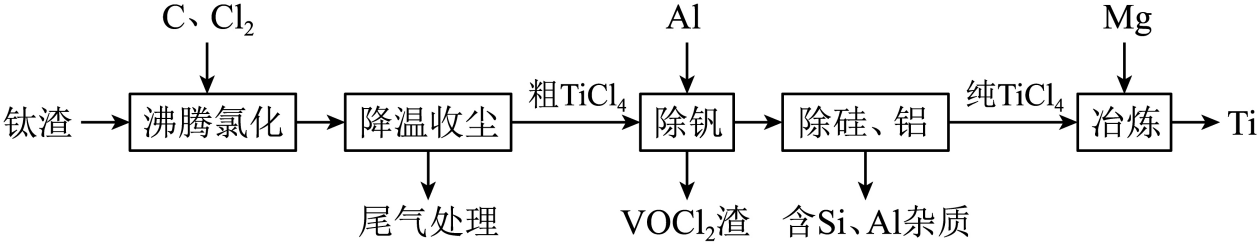 C、Cl₂
Al
Mg
钛渣
沸腾氯化
降温收尘
粗TiCl₄
除钒
除硅、铝
纯TiCl₄
冶炼
Ti
尾气处理
VOCl₂渣
含Si、Al杂质